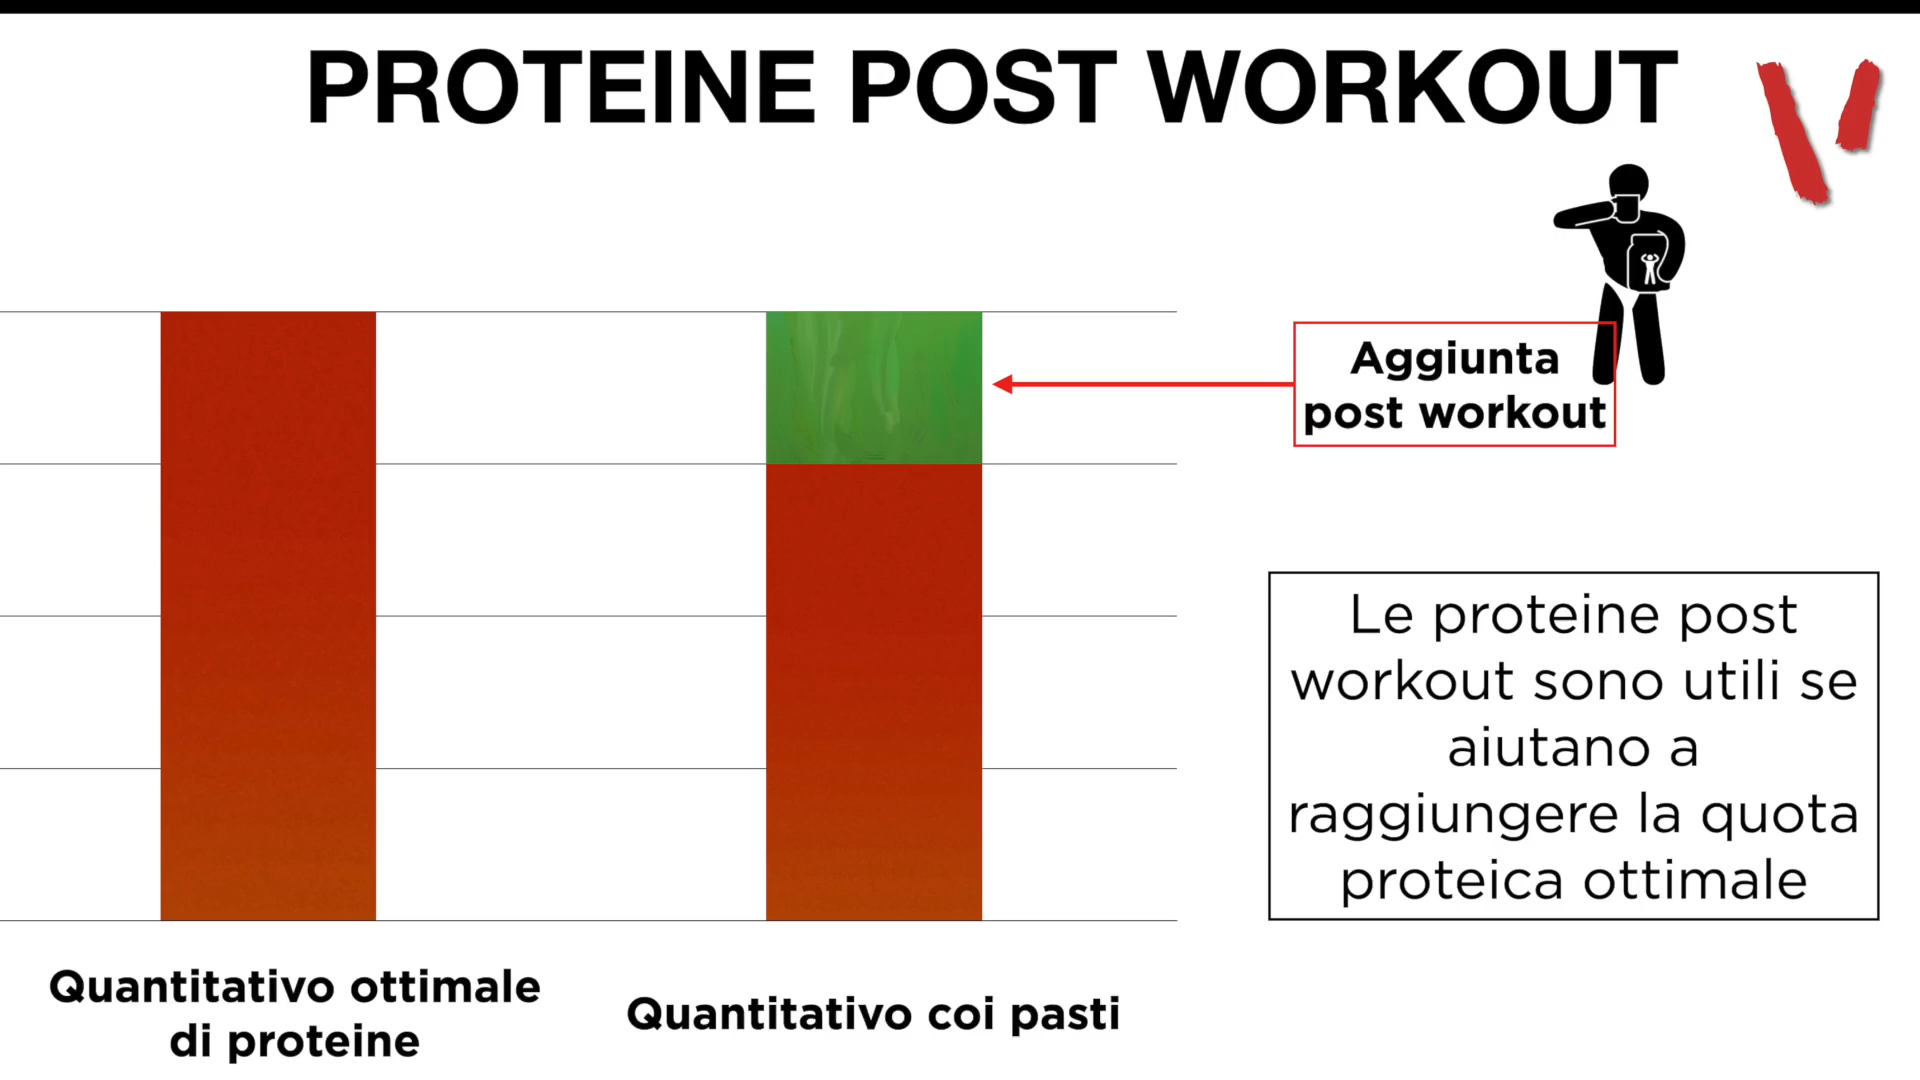 PROTEINE POST WORKOUT
Aggiunta
post workout
Le proteine post
workout sono utili se
aiutano a
raggiungere la quota
proteica ottimale
Quantitativo ottimale
di proteine
Quantitativo coi pasti